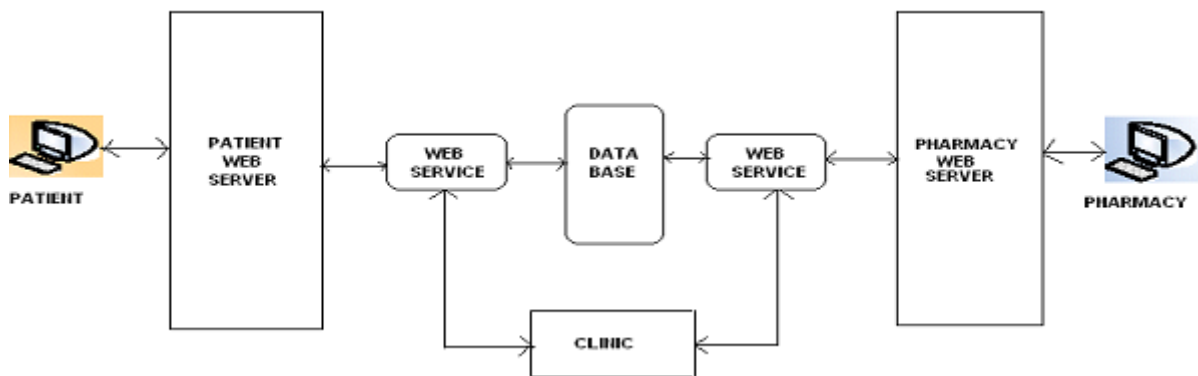 PATIENT
PATIENT
WEB
SERVER
WEB
SERVICE
DATA
BASE
WEB
SERVICE
PHARMACY
WEB
SERVER
PHARMACY
CLINIC